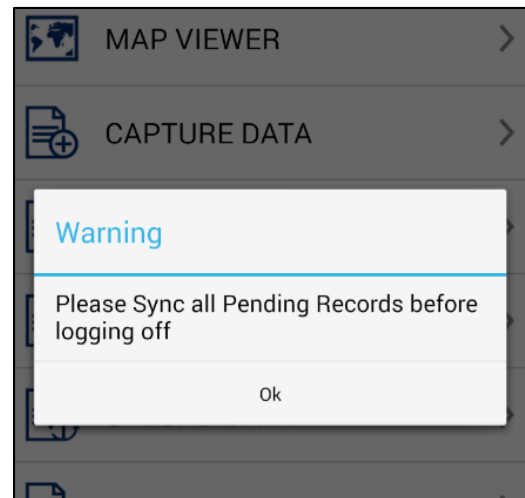 MAP VIEWER
CAPTURE DATA
Warning
Please Sync all Pending Records before
logging off
Ok